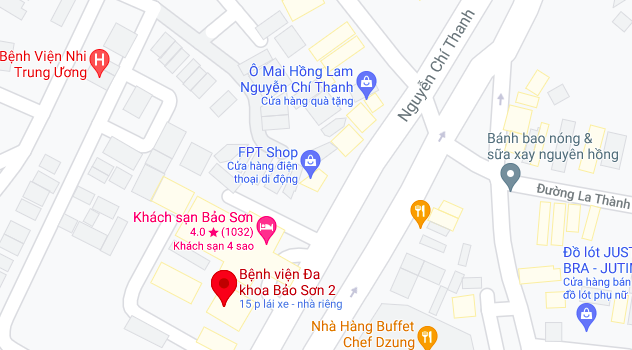 Bệnh Viện Nhi
Trung Ương
Ô Mai Hồng Lam
Nguyễn Chí Thanh
Cửa hàng quà tặng
Nguyễn Chí Thanh
FPT Shop
Cửa hàng điện
thoại di động
Bánh bao nóng &
sữa xay nguyên hồng
Đường La Thành
Khách sạn Bảo Sơn
4.0 ★ (1032)
Khách sạn 4 sao
Bệnh viện Đa
khoa Bảo Sơn 2
15 p lái xe - nhà riêng
Đồ lót JUST
BRA - JUTIN
Cửa hàng bán
đồ lót phụ nữ
Nhà Hàng Buffet
Chef Dzung